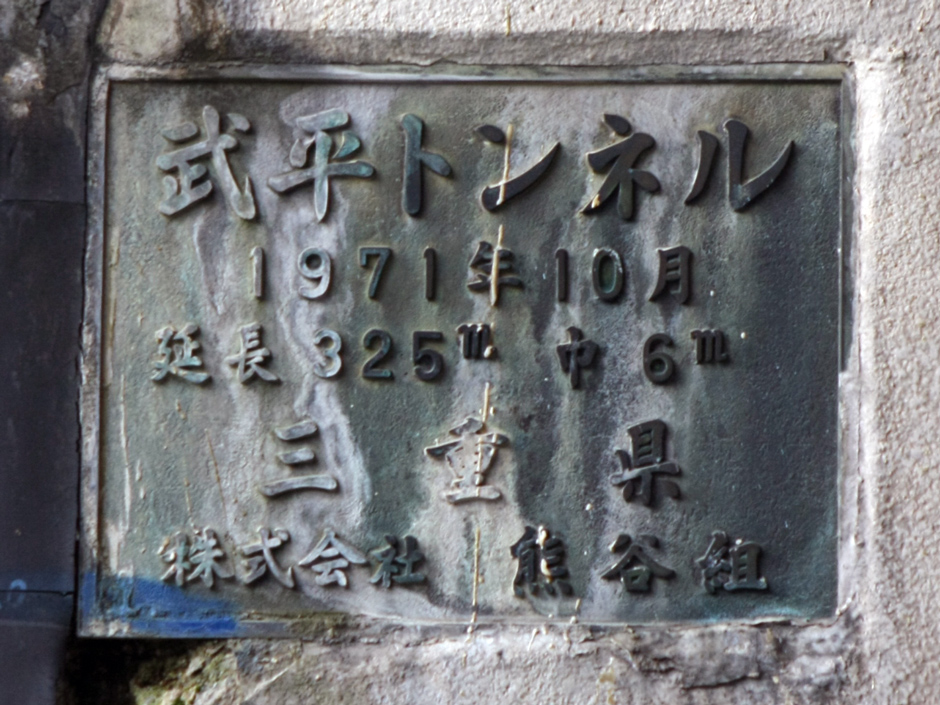 武平トンネル
1971年10月
延長325m 巾6m
三重県
株式会社 熊谷組